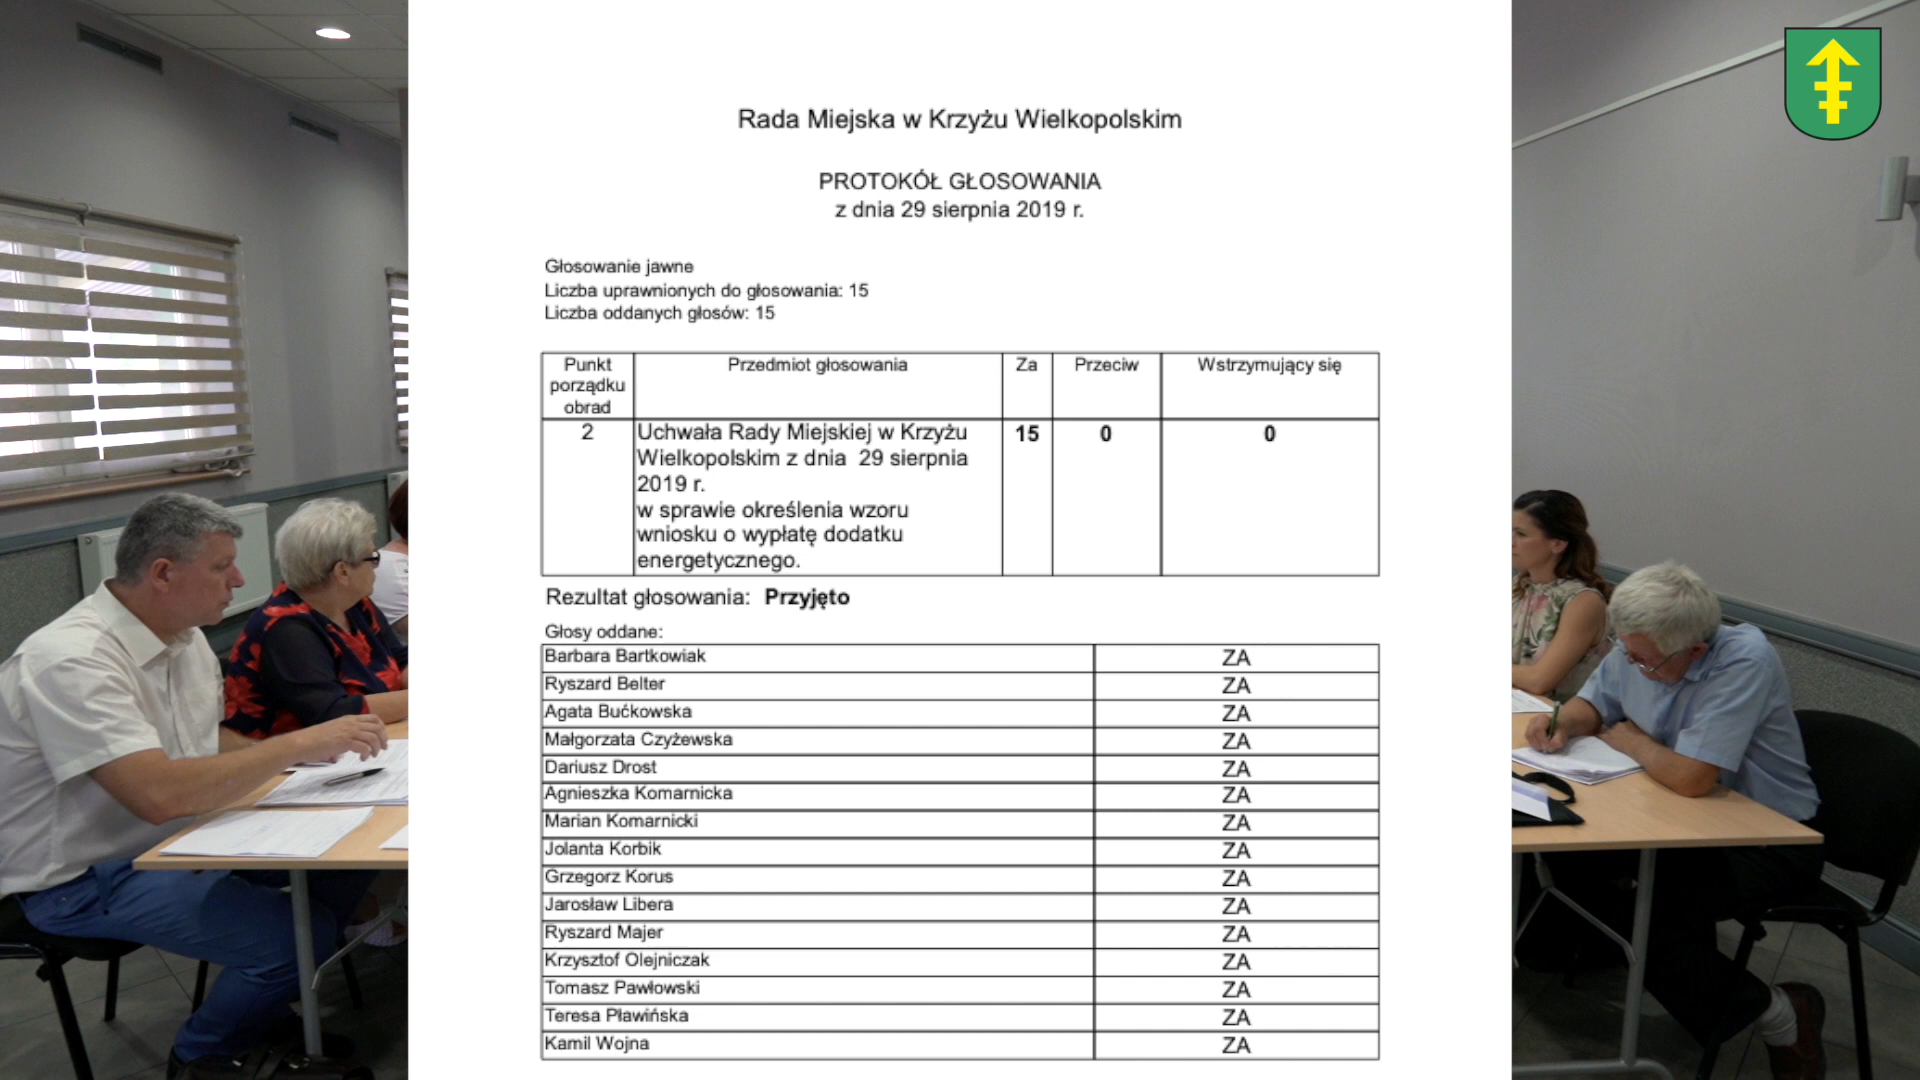 Rada Miejska w Krzyżu Wielkopolskim
PROTOKÓŁ GŁOSOWANIA
z dnia 29 sierpnia 2019 r.
Głosowanie jawne
Liczba uprawnionych do głosowania: 15
Liczba oddanych głosów: 15
Punkt porządku obrad Przedmiot głosowania Za Przeciw Wstrzymujący się
2 Uchwała Rady Miejskiej w Krzyżu 15 0 0
Wielkopolskim z dnia 29 sierpnia
2019 r.
w sprawie określenia wzoru
wniosku o wypłatę dodatku
energetycznego.
Rezultat głosowania: Przyjęto
Głosy oddane:
Barbara Bartkowiak ZA
Ryszard Belter ZA
Agata Bućkowska ZA
Małgorzata Czyżewska ZA
Dariusz Drost ZA
Agnieszka Komarnicka ZA
Marian Komarnicki ZA
Jolanta Korbik ZA
Grzegorz Korus ZA
Jarosław Libera ZA
Ryszard Majer ZA
Krzysztof Olejniczak ZA
Tomasz Pawłowski ZA
Teresa Pławińska ZA
Kamil Wojna ZA